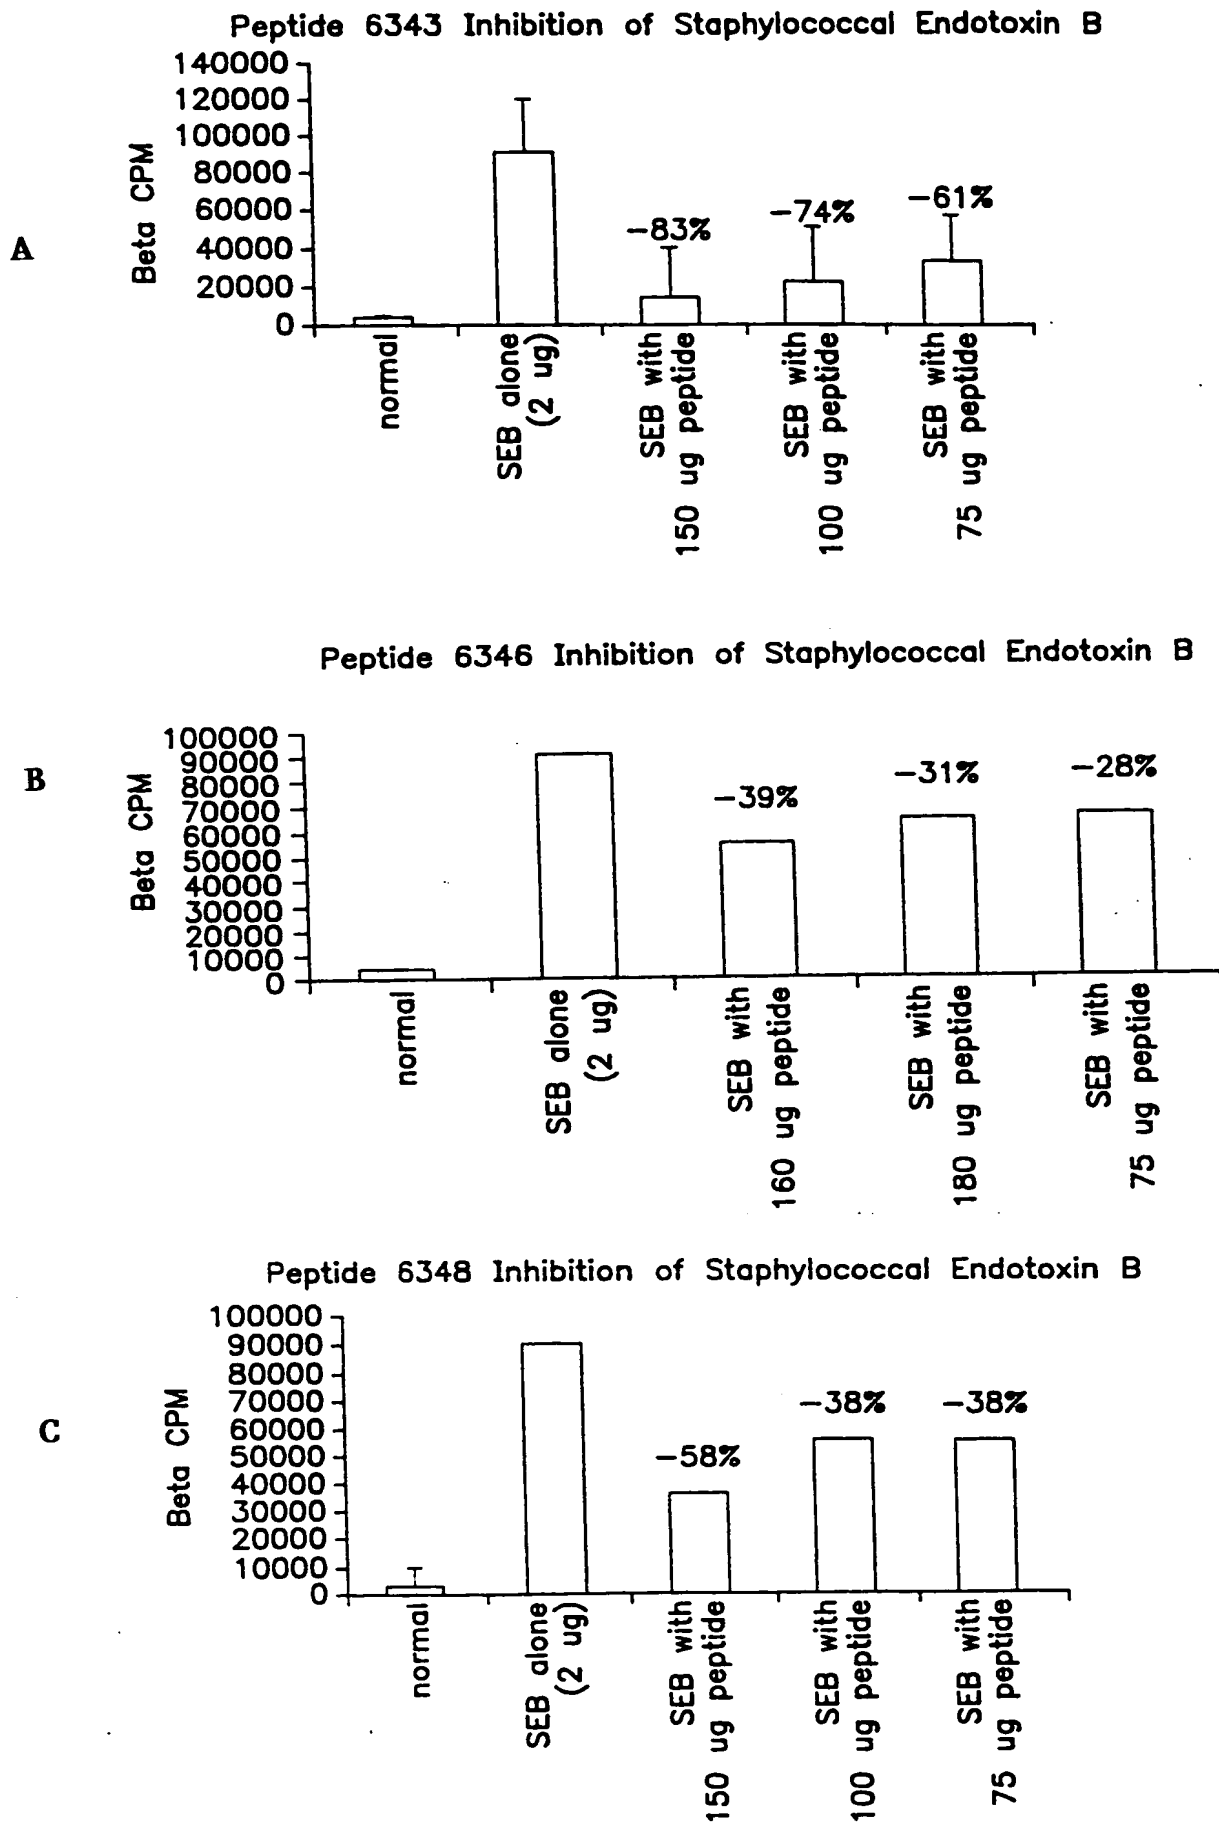 Peptide 6343 Inhibition of Staphylococcal Endotoxin B
A
Beta CPM
140000
120000
100000
80000
60000
40000
20000
0
-83%
-74%
-61%
normal
SEB alone
(2 ug)
SEB with
150 ug peptide
SEB with
100 ug peptide
SEB with
75 ug peptide
Peptide 6346 Inhibition of Staphylococcal Endotoxin B
B
Beta CPM
100000
90000
80000
70000
60000
50000
40000
30000
20000
10000
0
-39%
-31%
-28%
normal
SEB alone
(2 ug)
SEB with
160 ug peptide
SEB with
180 ug peptide
SEB with
75 ug peptide
Peptide 6348 Inhibition of Staphylococcal Endotoxin B
C
Beta CPM
100000
90000
80000
70000
60000
50000
40000
30000
20000
10000
0
-58%
-38%
-38%
normal
SEB alone
(2 ug)
SEB with
150 ug peptide
SEB with
100 ug peptide
SEB with
75 ug peptide